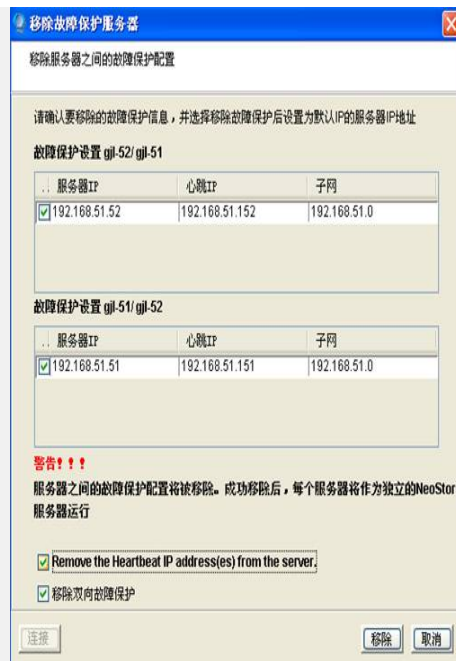 移除故障保护服务器
移除服务器之间的故障保护配置
请确认要移除的故障保护信息，并选择移除故障保护后设置为默认IP的服务器IP地址
故障保护设置 gjl-52/ gjl-51
.. 服务器IP 心跳IP 子网
192.168.51.52 192.168.51.152 192.168.51.0
故障保护设置 gjl-51/ gjl-52
.. 服务器IP 心跳IP 子网
192.168.51.51 192.168.51.151 192.168.51.0
警告！！！
服务器之间的故障保护配置将被移除。成功移除后，每个服务器将作为独立的NeoStor
服务器运行
Remove the Heartbeat IP address(es) from the server.
移除双向故障保护
连接 移除 取消